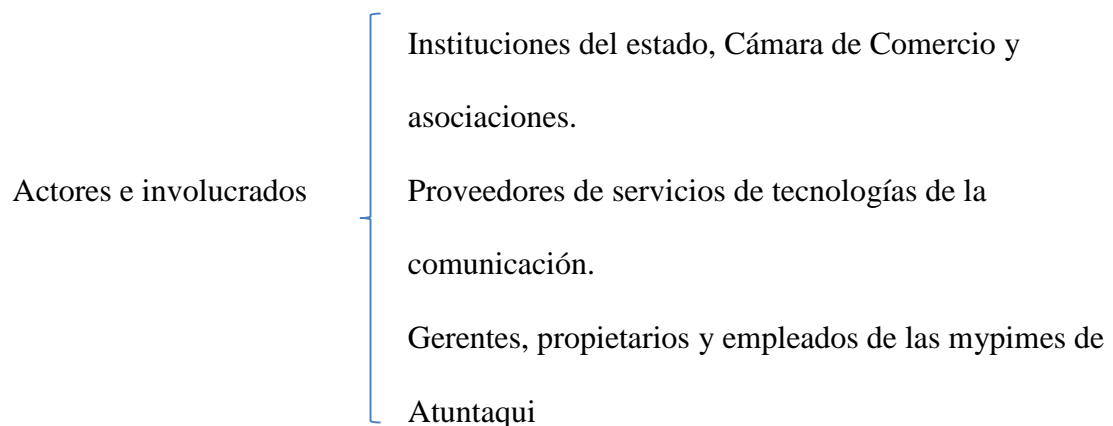 Actores e involucrados
Instituciones del estado, Cámara de Comercio y
asociaciones.
Proveedores de servicios de tecnologías de la
comunicación.
Gerentes, propietarios y empleados de las mypimes de
Atuntaqui